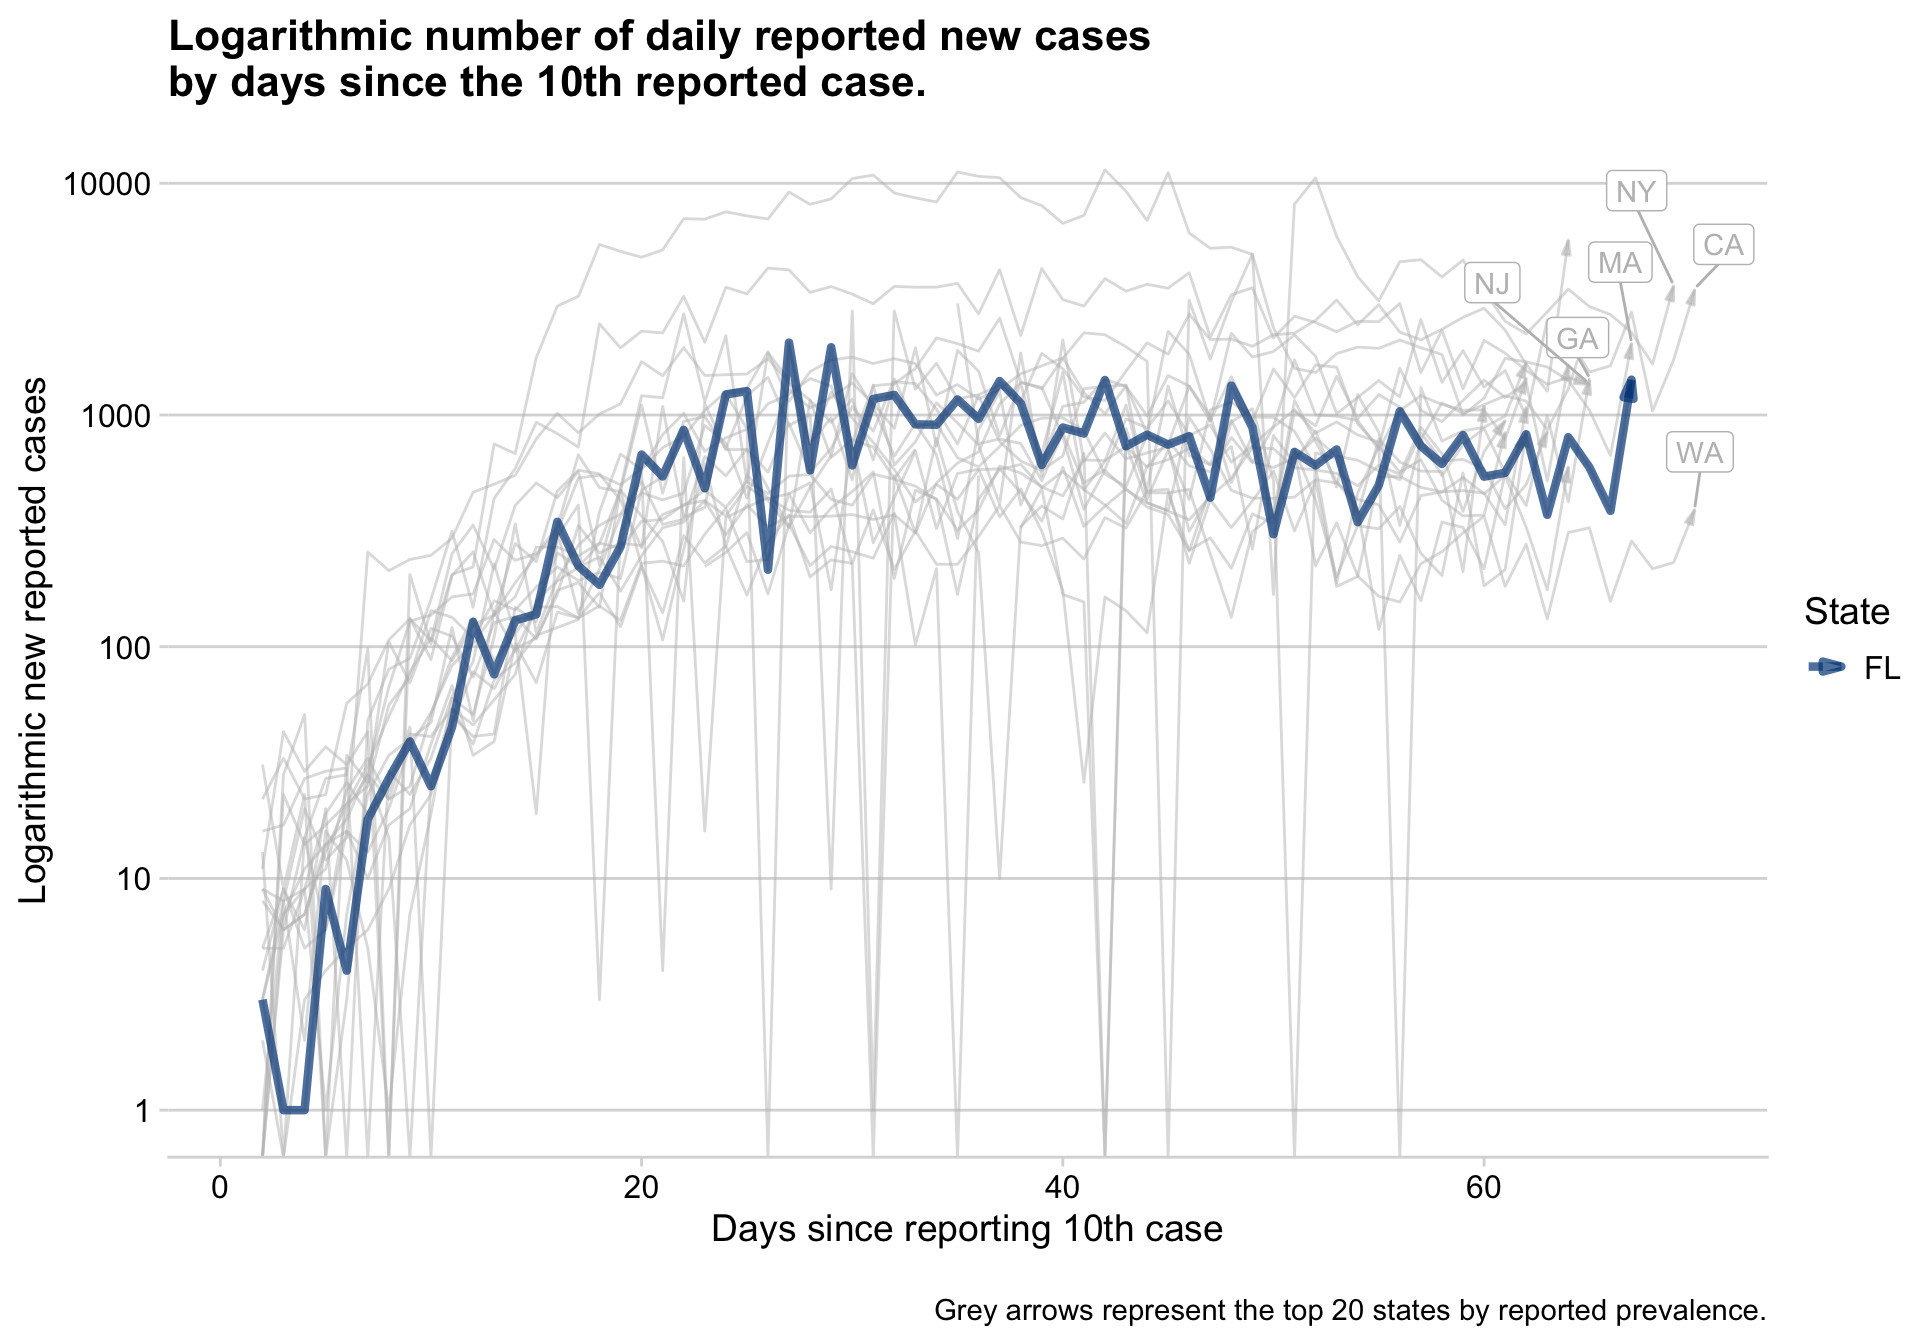 Logarithmic number of daily reported new cases
by days since the 10th reported case.
Logarithmic new reported cases
10000
1000
100
10
1
NY
CA
MA
NJ
GA
WA
State
FL
0
20
40
60
Days since reporting 10th case
Grey arrows represent the top 20 states by reported prevalence.